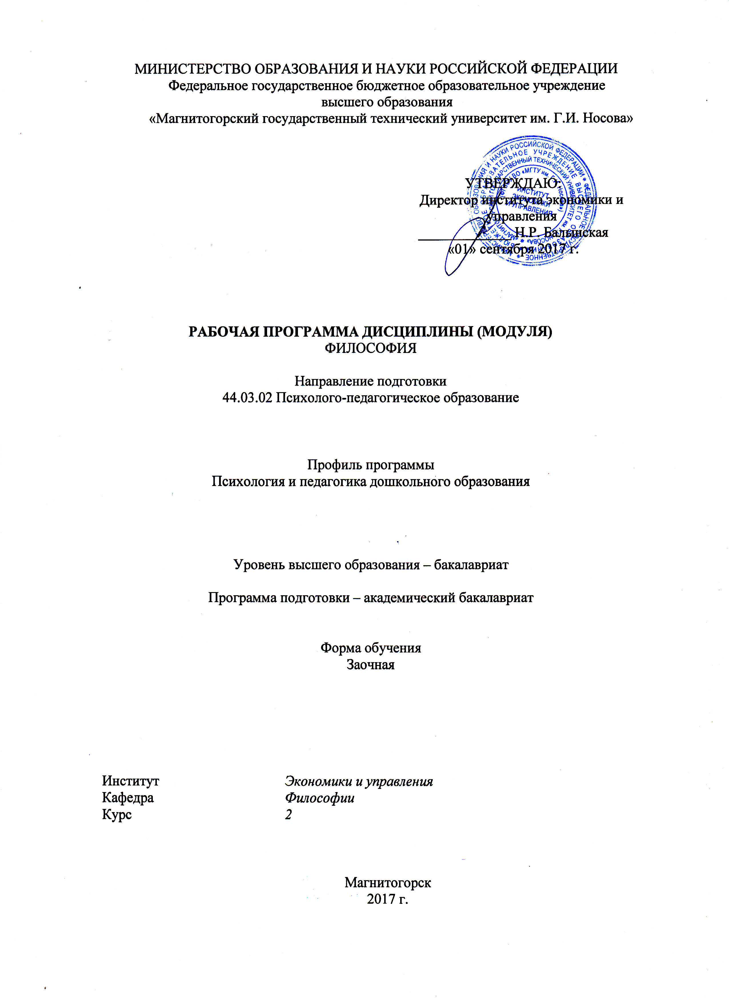 МИНИСТЕРСТВО ОБРАЗОВАНИЯ И НАУКИ РОССИЙСКОЙ ФЕДЕРАЦИИ
Федеральное государственное бюджетное образовательное учреждение
высшего образования
«Магнитогорский государственный технический университет им. Г.И. Носова»
УТВЕРЖДАЮ:
Директор института экономики и
управления
Н.Р. Балынская
«01» сентября 2017 г.
ИНСТИТУТ
ЭКОНОМИКИ
И УПРАВЛЕНИЯ
РАБОЧАЯ ПРОГРАММА ДИСЦИПЛИНЫ (МОДУЛЯ)
ФИЛОСОФИЯ
Направление подготовки
44.03.02 Психолого-педагогическое образование
Профиль программы
Психология и педагогика дошкольного образования
Уровень высшего образования – бакалавриат
Программа подготовки – академический бакалавриат
Форма обучения
Заочная
Институт Экономики и управления
Кафедра Философии
Курс 2
Магнитогорск
2017 г.